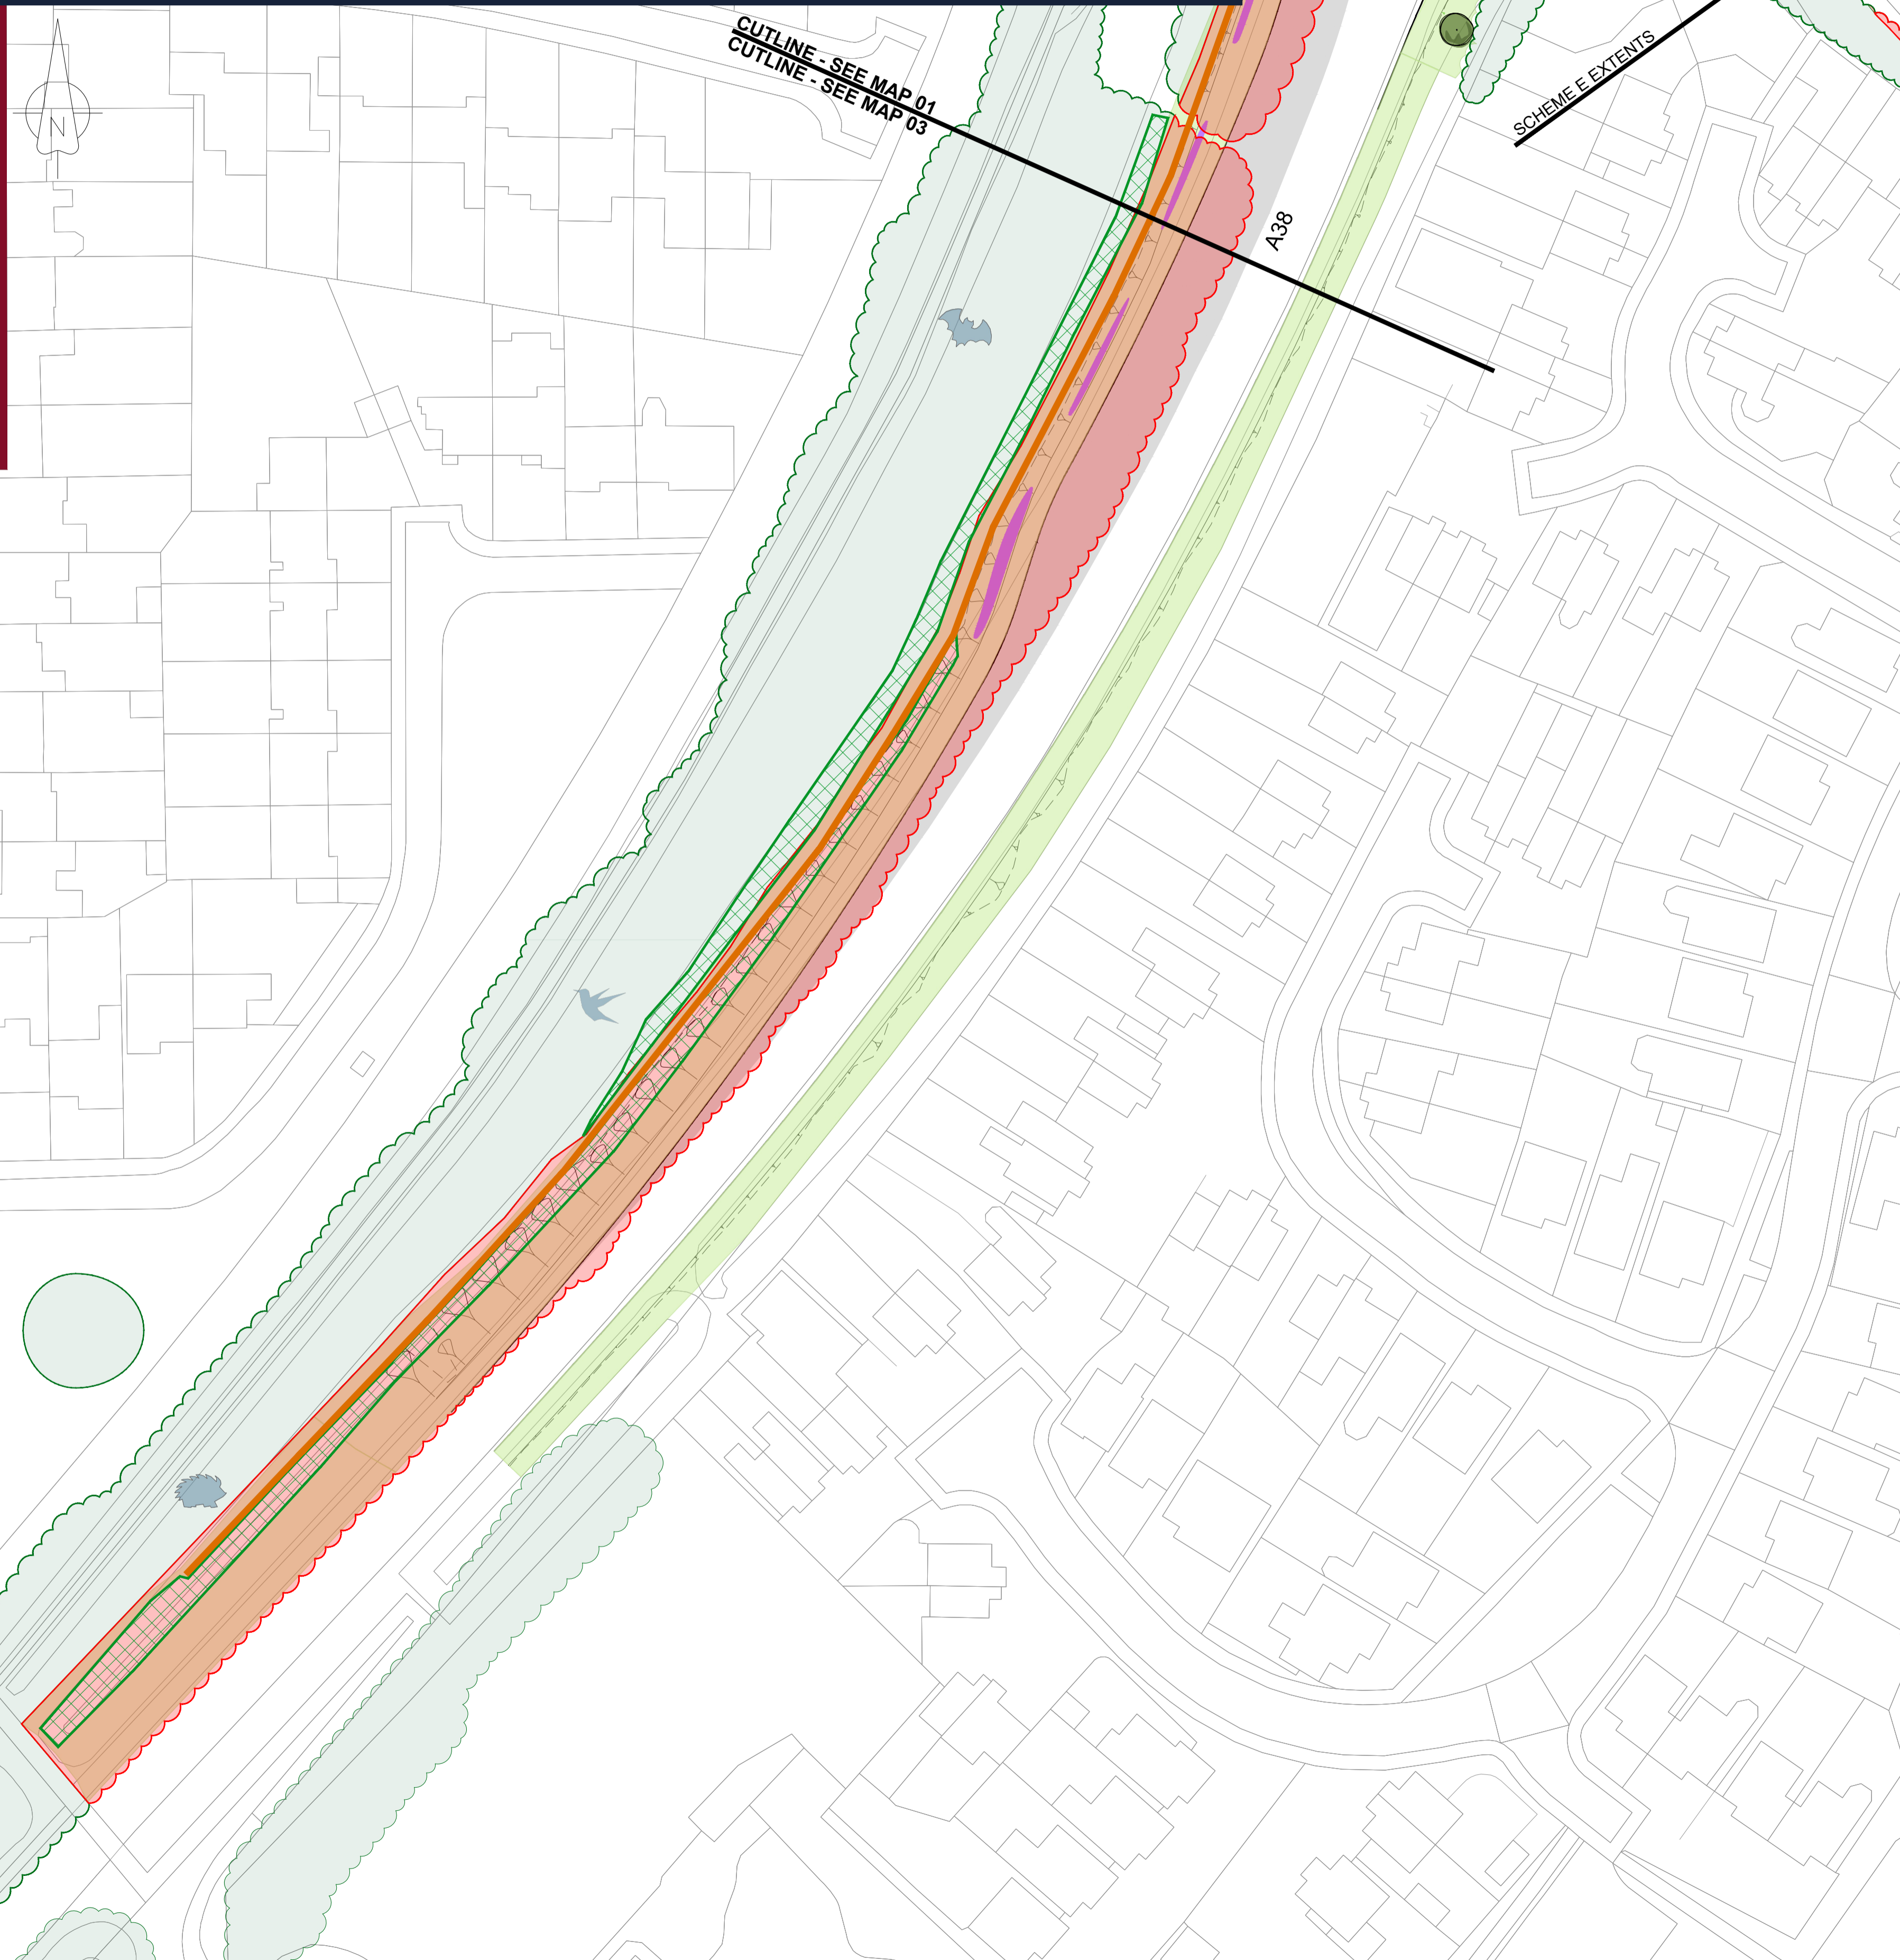 CUTLINE - SEE MAP 01
CUTLINE - SEE MAP 03
SCHEME EXTENTS
N
A38